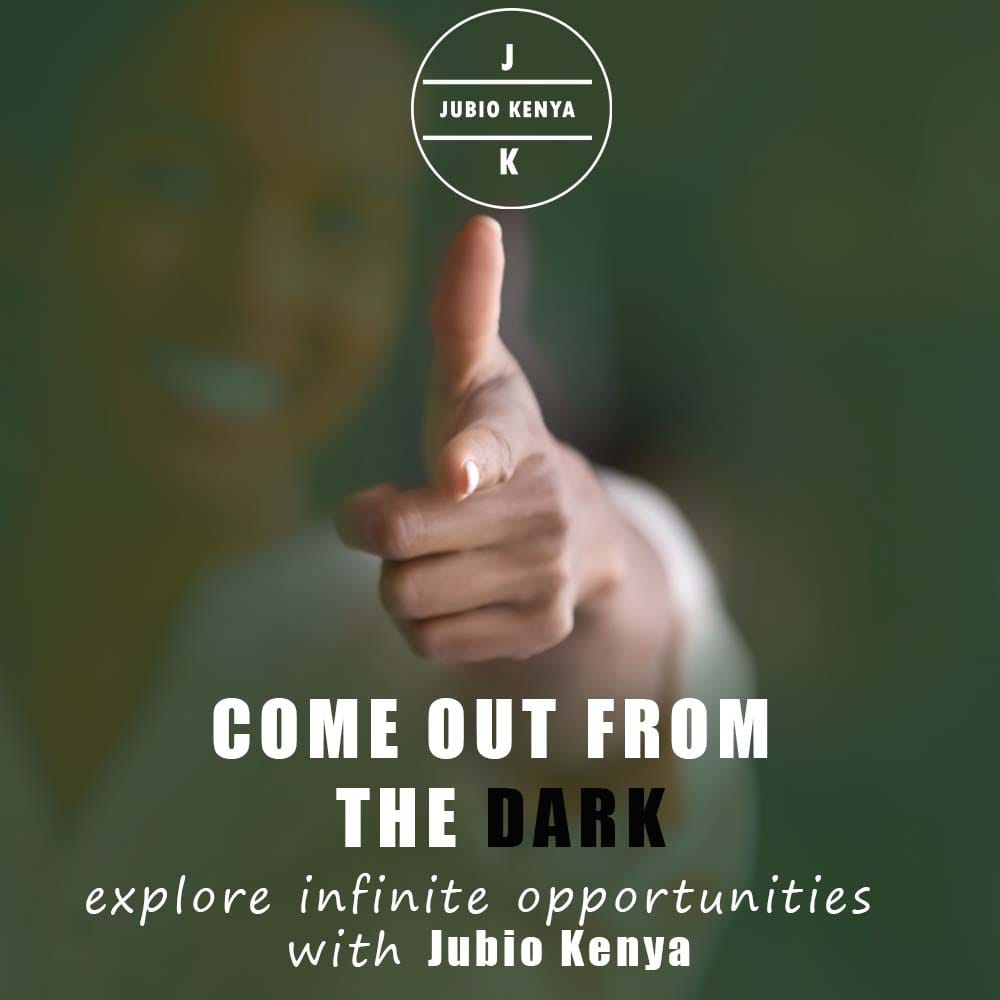 J
JUBIO KENYA
K
COME OUT FROM
THE DARK
explore infinite opportunities
with Jubio Kenya